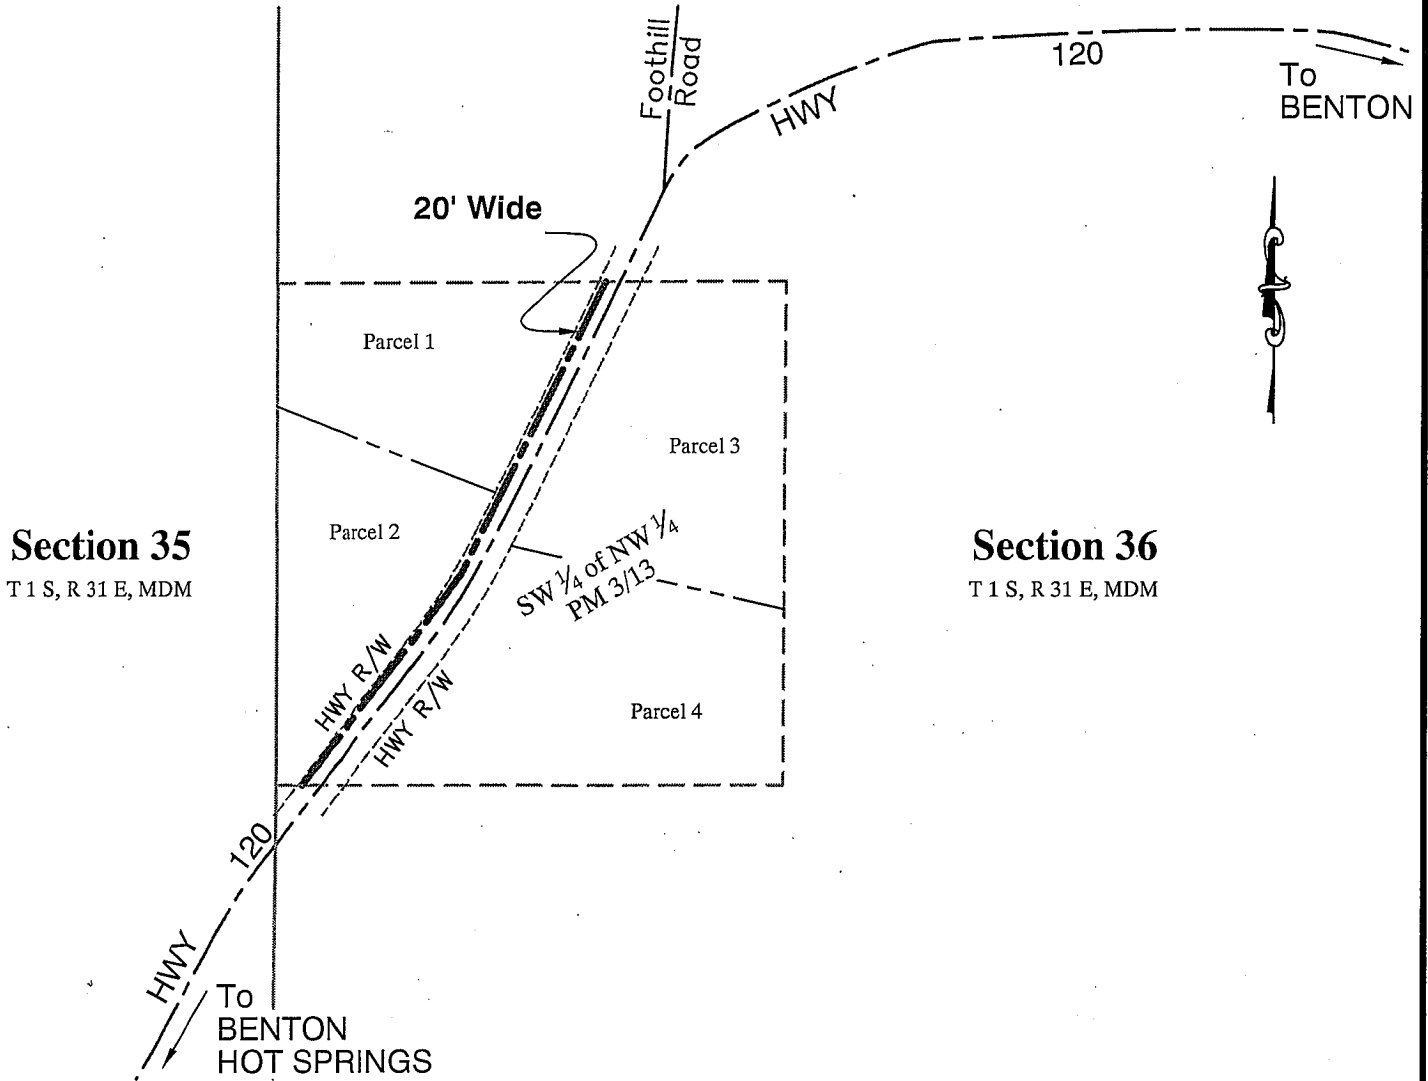 Foothill
Road
120
HWY
To
BENTON
20' Wide
Parcel 1
Parcel 3
Parcel 2
Section 35
T 1 S, R 31 E, MDM
SW ¼ of NW ¼
PM 3/13
Section 36
T 1 S, R 31 E, MDM
HWY R/W
HWY R/W
Parcel 4
120
HWY
To
BENTON
HOT SPRINGS